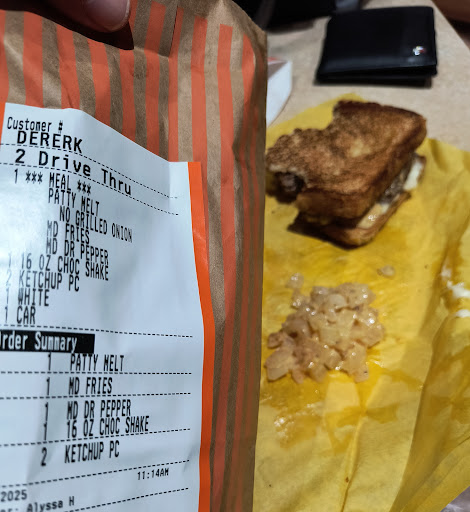 Customer #
DERERK
2 Drive Thru
1 *** MEAL ***
PATTY MELT
NO GRILLED ONION
MD FRIES
MD DR PEPPER
1 16 OZ CHOC SHAKE
2 KETCHUP PC
1 WHITE
1 CAR
Order Summary
1 PATTY MELT
1 MD FRIES
1 MD DR PEPPER
1 16 OZ CHOC SHAKE
2 KETCHUP PC
11:14AM
2025
Alyssa H